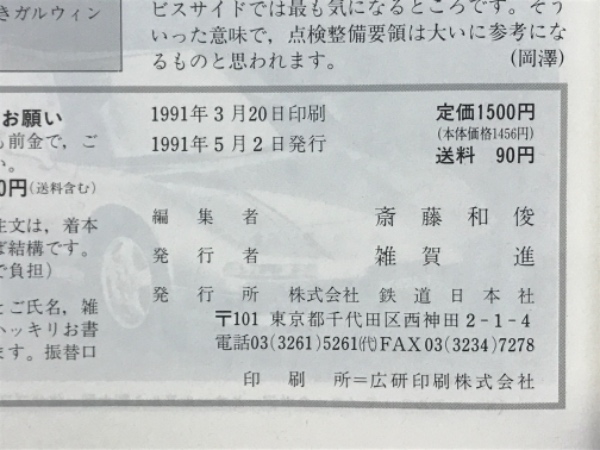 きガルウィン
ビスサイドでは最も気になるところです。そう
いった意味で，点検整備要領は大いに参考にな
るものと思われます。 (岡澤)
お願い
も前金で，ご
い。
0円(送料含む)
注文は，着本
ば結構です。
で負担)
とご氏名，雑
ハッキリお書
ます。振替口
1991年3月20日印刷
1991年5月2日発行
定価1500円
(本体価格1456円)
送料 90円
編集者 斎藤和俊
発行者 雑賀進
発行所 株式会社 鉄道日本社
〒101 東京都千代田区西神田2-1-4
電話03(3261)5261㈹FAX03(3234)7278
印刷所＝広研印刷株式会社